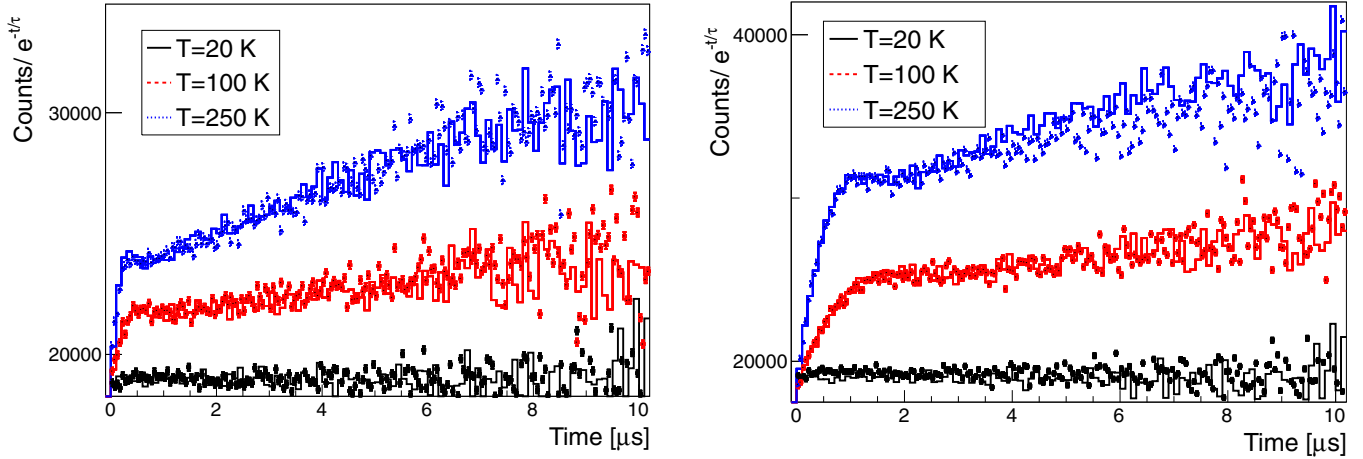 Counts/ e^{-t/τ}
T=20 K
T=100 K
T=250 K
30000
20000
0 2 4 6 8 10
Time [μs]
Counts/ e^{-t/τ}
T=20 K
T=100 K
T=250 K
40000
20000
0 2 4 6 8 10
Time [μs]